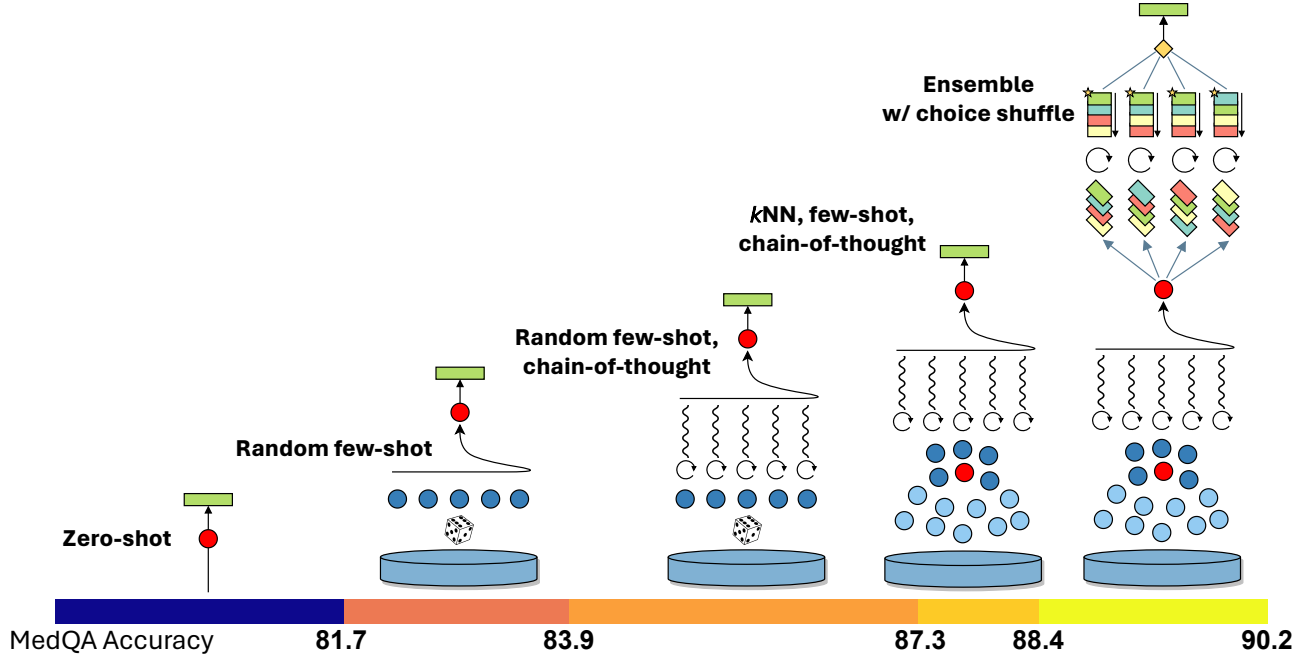 Ensemble
w/ choice shuffle
kNN, few-shot,
chain-of-thought
Random few-shot,
chain-of-thought
Random few-shot
Zero-shot
MedQA Accuracy 81.7 83.9 87.3 88.4 90.2